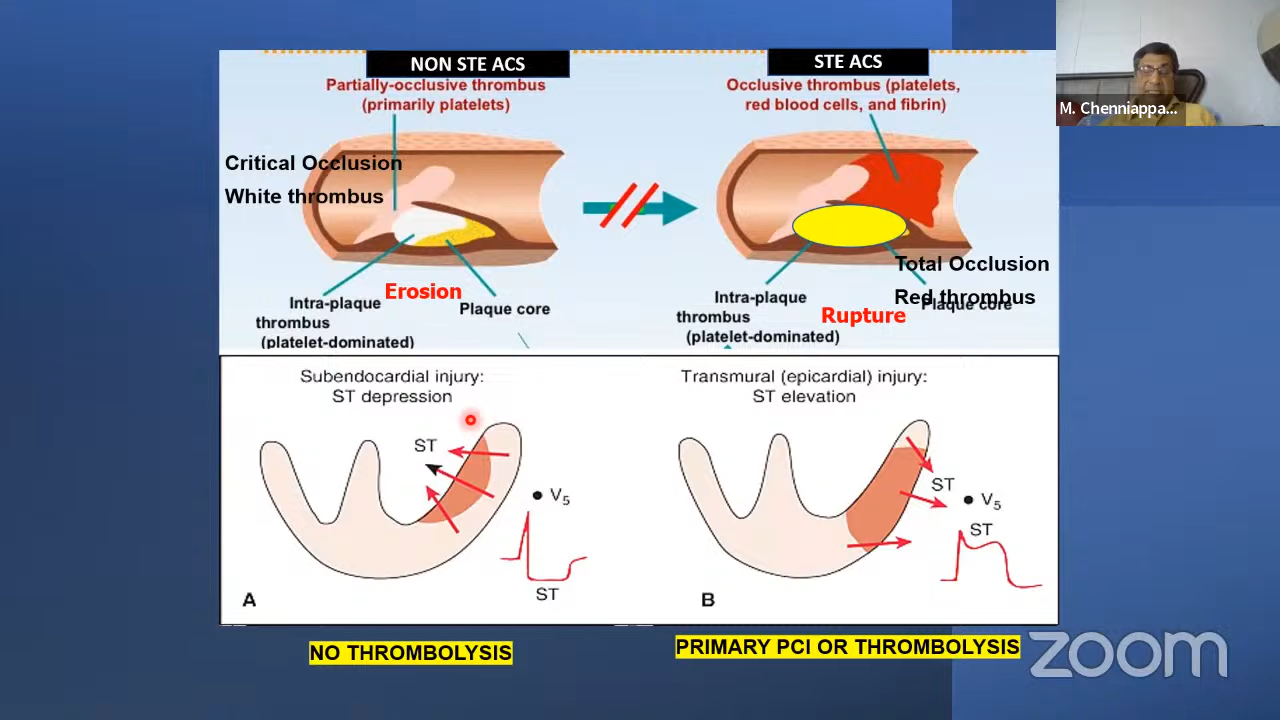 NON STE ACS
Partially-occlusive thrombus
(primarily platelets)
Critical Occlusion
White thrombus
Erosion
Intra-plaque
thrombus
(platelet-dominated)
Plaque core
STE ACS
Occlusive thrombus (platelets,
red blood cells, and fibrin)
Total Occlusion
Red thrombus
Plaque core
Intra-plaque
thrombus
(platelet-dominated)
Rupture
Subendocardial injury:
ST depression
ST
V5
ST
A
Transmural (epicardial) injury:
ST elevation
ST
V5
ST
B
NO THROMBOLYSIS
PRIMARY PCI OR THROMBOLYSIS
M. Chenniappa...
zoom